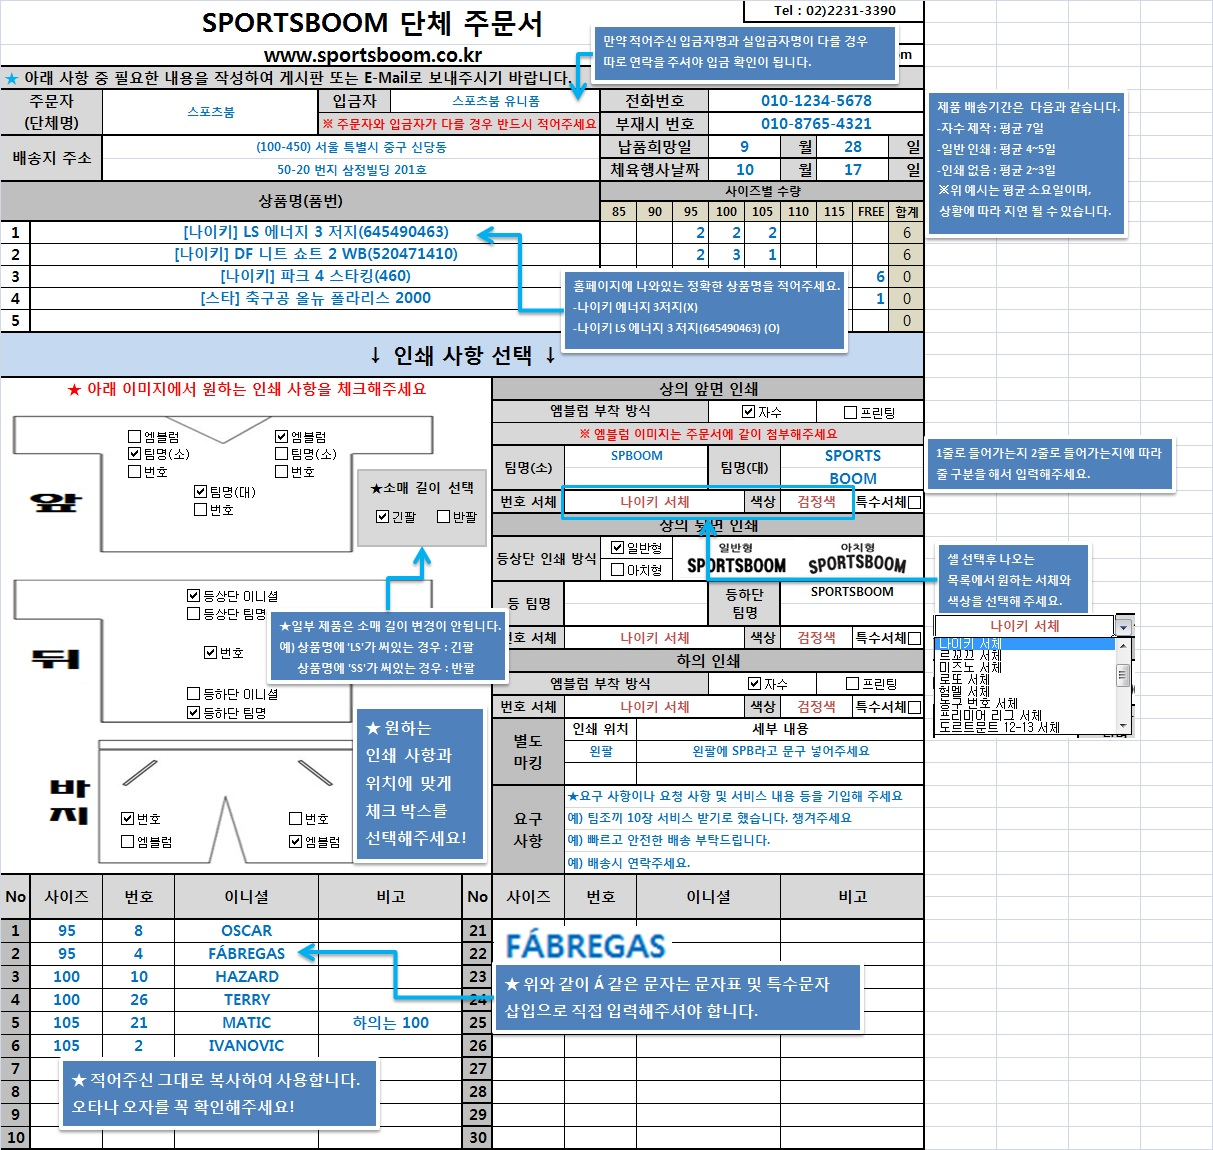 SPORTSBOOM 단체 주문서
Tel : 02)2231-3390
www.sportsboom.co.kr
만약 적어주신 입금자명과 실입금자명이 다를 경우
따로 연락을 주셔야 입금 확인이 됩니다.
★ 아래 사항 중 필요한 내용을 작성하여 게시판 또는 E-Mail로 보내주시기 바랍니다.
주문자
(단체명)
스포츠붐
입금자
스포츠붐 유니폼
※ 주문자와 입금자가 다를 경우 반드시 적어주세요
전화번호 010-1234-5678
부재시 번호 010-8765-4321
배송지 주소
(100-450) 서울 특별시 중구 신당동
50-20 번지 삼정빌딩 201호
납품희망일 9 월 28 일
체육행사날짜 10 월 17 일
제품 배송기간은 다음과 같습니다.
-자수 제작 : 평균 7일
-일반 인쇄 : 평균 4~5일
-인쇄 없음 : 평균 2~3일
※위 예시는 평균 소요일이며,
상황에 따라 지연 될 수 있습니다.
상품명(품번)
사이즈별 수량
85 90 95 100 105 110 115 FREE 합계
1 [나이키] LS 에너지 3 저지(645490463) 2 2 2 6
2 [나이키] DF 니트 쇼트 2 WB(520471410) 2 3 1 6
3 [나이키] 파크 4 스타킹(460) 6 0
4 [스타] 축구공 올뉴 폴라리스 2000 1 0
5 0
홈페이지에 나와있는 정확한 상품명을 적어주세요.
-나이키 에너지 3저지(X)
-나이키 LS 에너지 3 저지(645490463) (O)
↓ 인쇄 사항 선택 ↓
★ 아래 이미지에서 원하는 인쇄 사항을 체크해주세요
앞
엠블럼
팀명(소)
번호
엠블럼
팀명(소)
번호
팀명(대)
번호
★소매 길이 선택
긴팔 반팔
뒤
등상단 이니셜
등상단 팀명
번호
등하단 이니셜
등하단 팀명
★일부 제품은 소매 길이 변경이 안됩니다.
예) 상품명에 'LS'가 써있는 경우 : 긴팔
상품명에 'SS'가 써있는 경우 : 반팔
바
지
번호
엠블럼
번호
엠블럼
★ 원하는
인쇄 사항과
위치에 맞게
체크 박스를
선택해주세요!
상의 앞면 인쇄
엠블럼 부착 방식 자수 프린팅
※ 엠블럼 이미지는 주문서에 같이 첨부해주세요
팀명(소) SPBOOM 팀명(대) SPORTS
BOOM
1줄로 들어가는지 2줄로 들어가는지에 따라
줄 구분을 해서 입력해주세요.
번호 서체 나이키 서체 색상 검정색 특수서체
상의 뒷면 인쇄
등상단 인쇄 방식
일반형
아치형
일반형
SPORTSBOOM
아치형
SPORTSBOOM
등 팀명
등하단
팀명
SPORTSBOOM
번호 서체 나이키 서체 색상 검정색 특수서체
셀 선택후 나오는
목록에서 원하는 서체와
색상을 선택해 주세요.
나이키 서체
나이키 서체
르꼬끄 서체
미즈노 서체
로또 서체
험멜 서체
농구 번호 서체
프리미어 리그 서체
도르트문트 12-13 서체
하의 인쇄
엠블럼 부착 방식 자수 프린팅
번호 서체 나이키 서체 색상 검정색 특수서체
별도
마킹
인쇄 위치 세부 내용
왼팔 왼팔에 SPB라고 문구 넣어주세요
요구
사항
★요구 사항이나 요청 사항 및 서비스 내용 등을 기입해 주세요
예) 팀조끼 10장 서비스 받기로 했습니다. 챙겨주세요
예) 빠르고 안전한 배송 부탁드립니다.
예) 배송시 연락주세요.
No 사이즈 번호 이니셜 비고 No 사이즈 번호 이니셜 비고
1 95 8 OSCAR 21
2 95 4 FÁBREGAS 22
3 100 10 HAZARD 23
4 100 26 TERRY 24
5 105 21 MATIC 하의는 100 25
6 105 2 IVANOVIC 26
7 27
8 28
9 29
10 30
FÁBREGAS
★ 위와 같이 Á 같은 문자는 문자표 및 특수문자
삽입으로 직접 입력해주셔야 합니다.
★ 적어주신 그대로 복사하여 사용합니다.
오타나 오자를 꼭 확인해주세요!